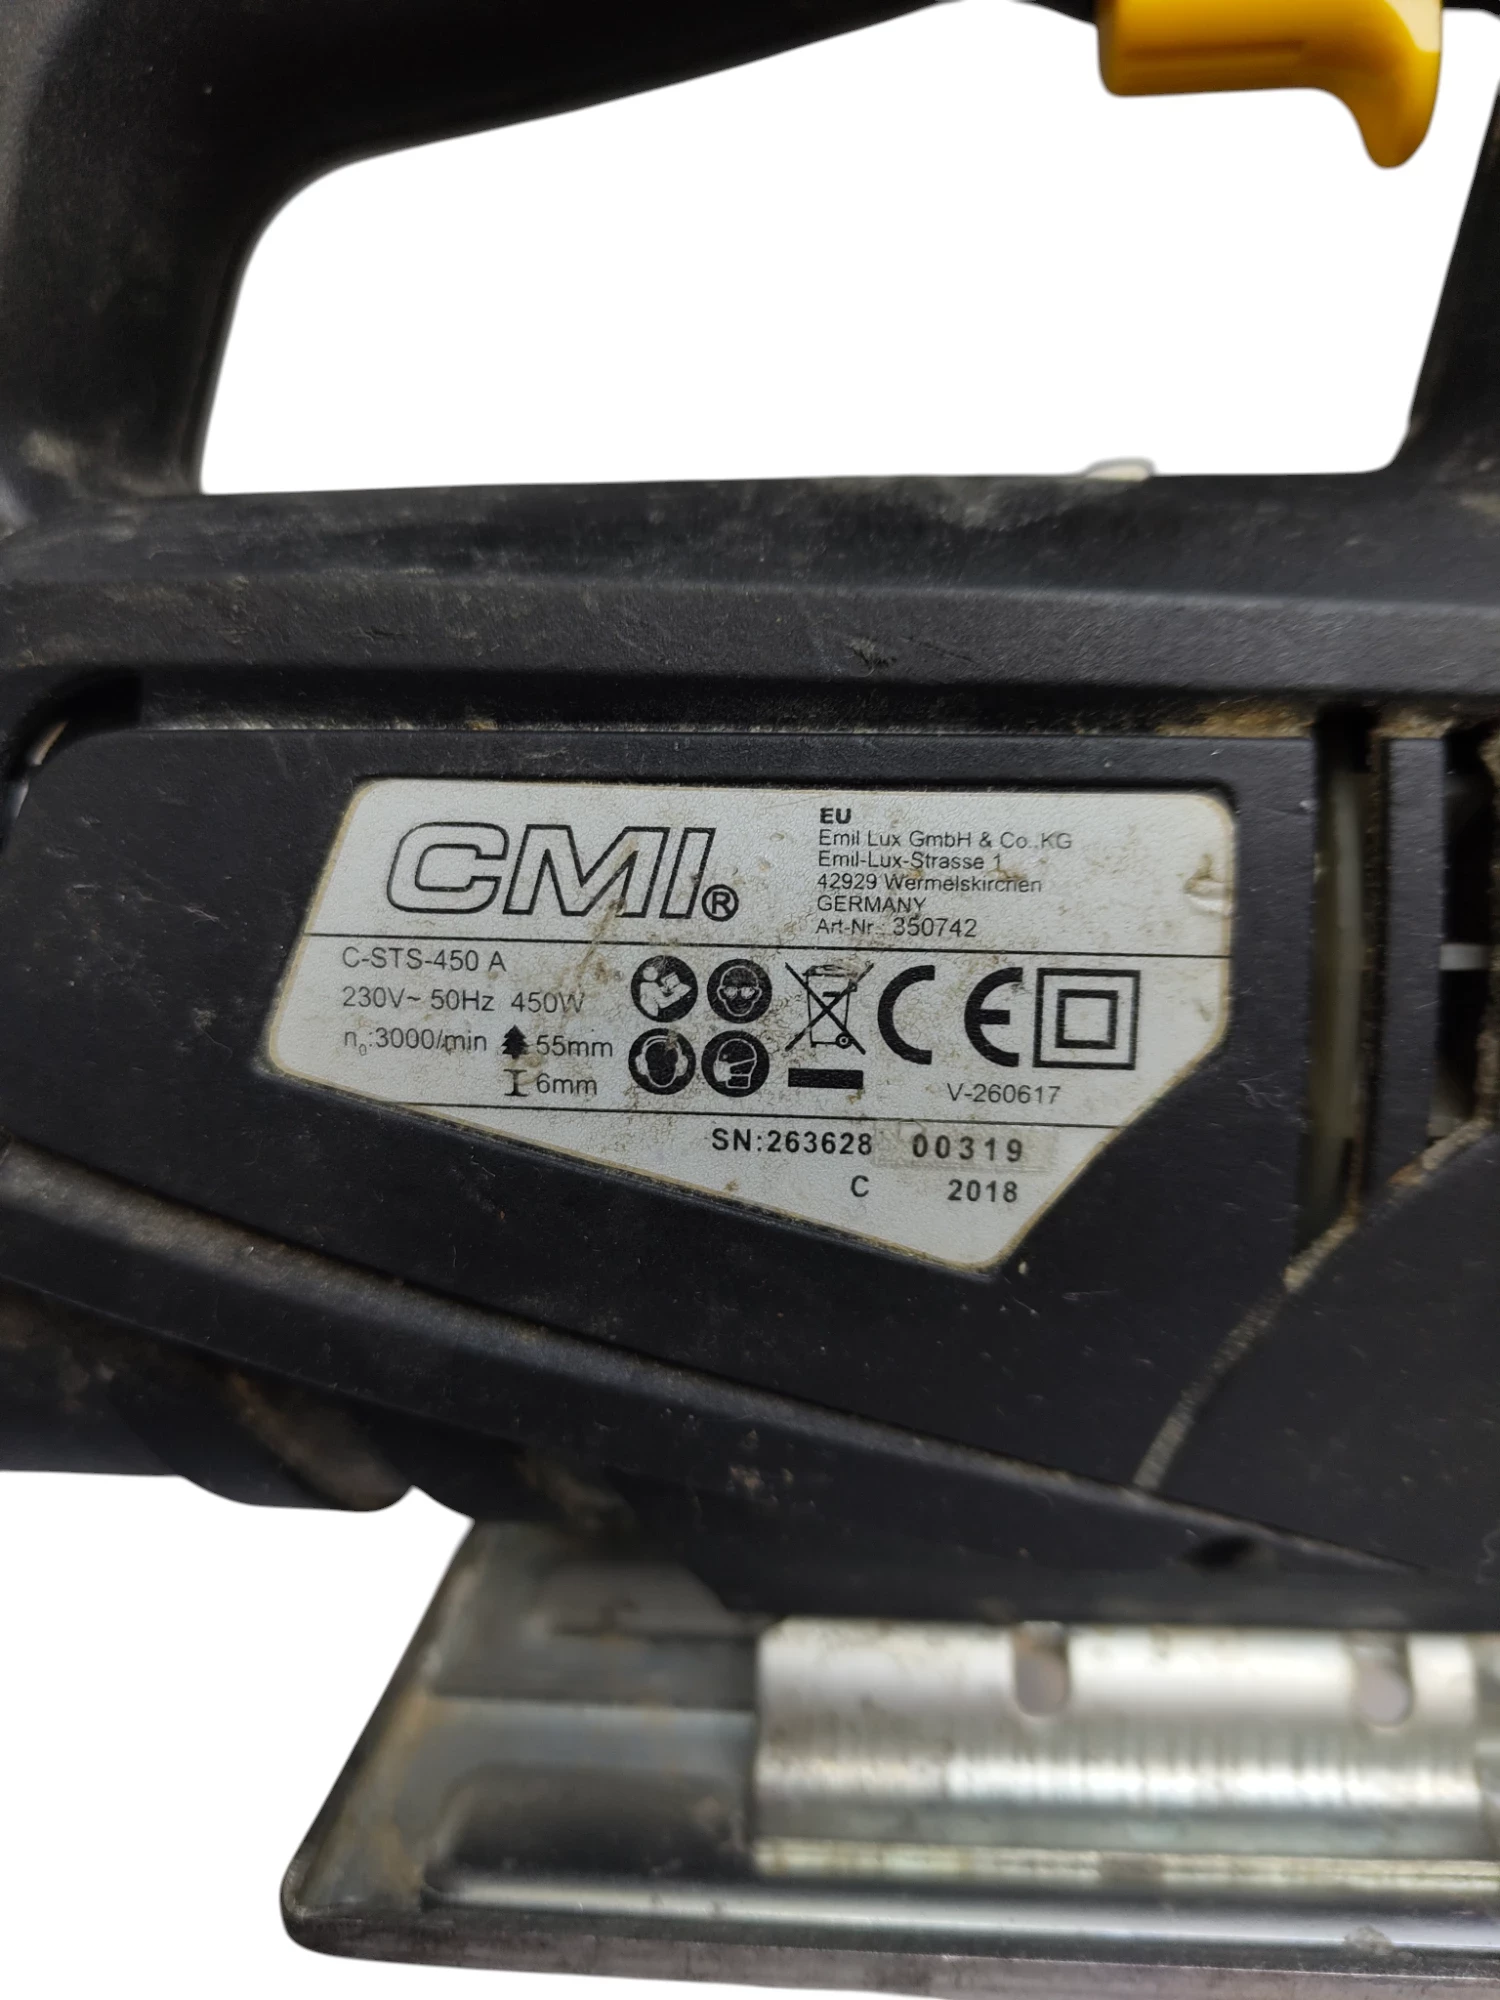 CMI®
EU
Emil Lux GmbH & Co. KG
Emil-Lux-Strasse 1
42929 Wermelskirchen
GERMANY
Art-Nr.: 350742
C-STS-450 A
230V~ 50Hz 450W
n₀:3000/min 55mm
6mm
CE
V-260617
SN:263628 00319
C 2018